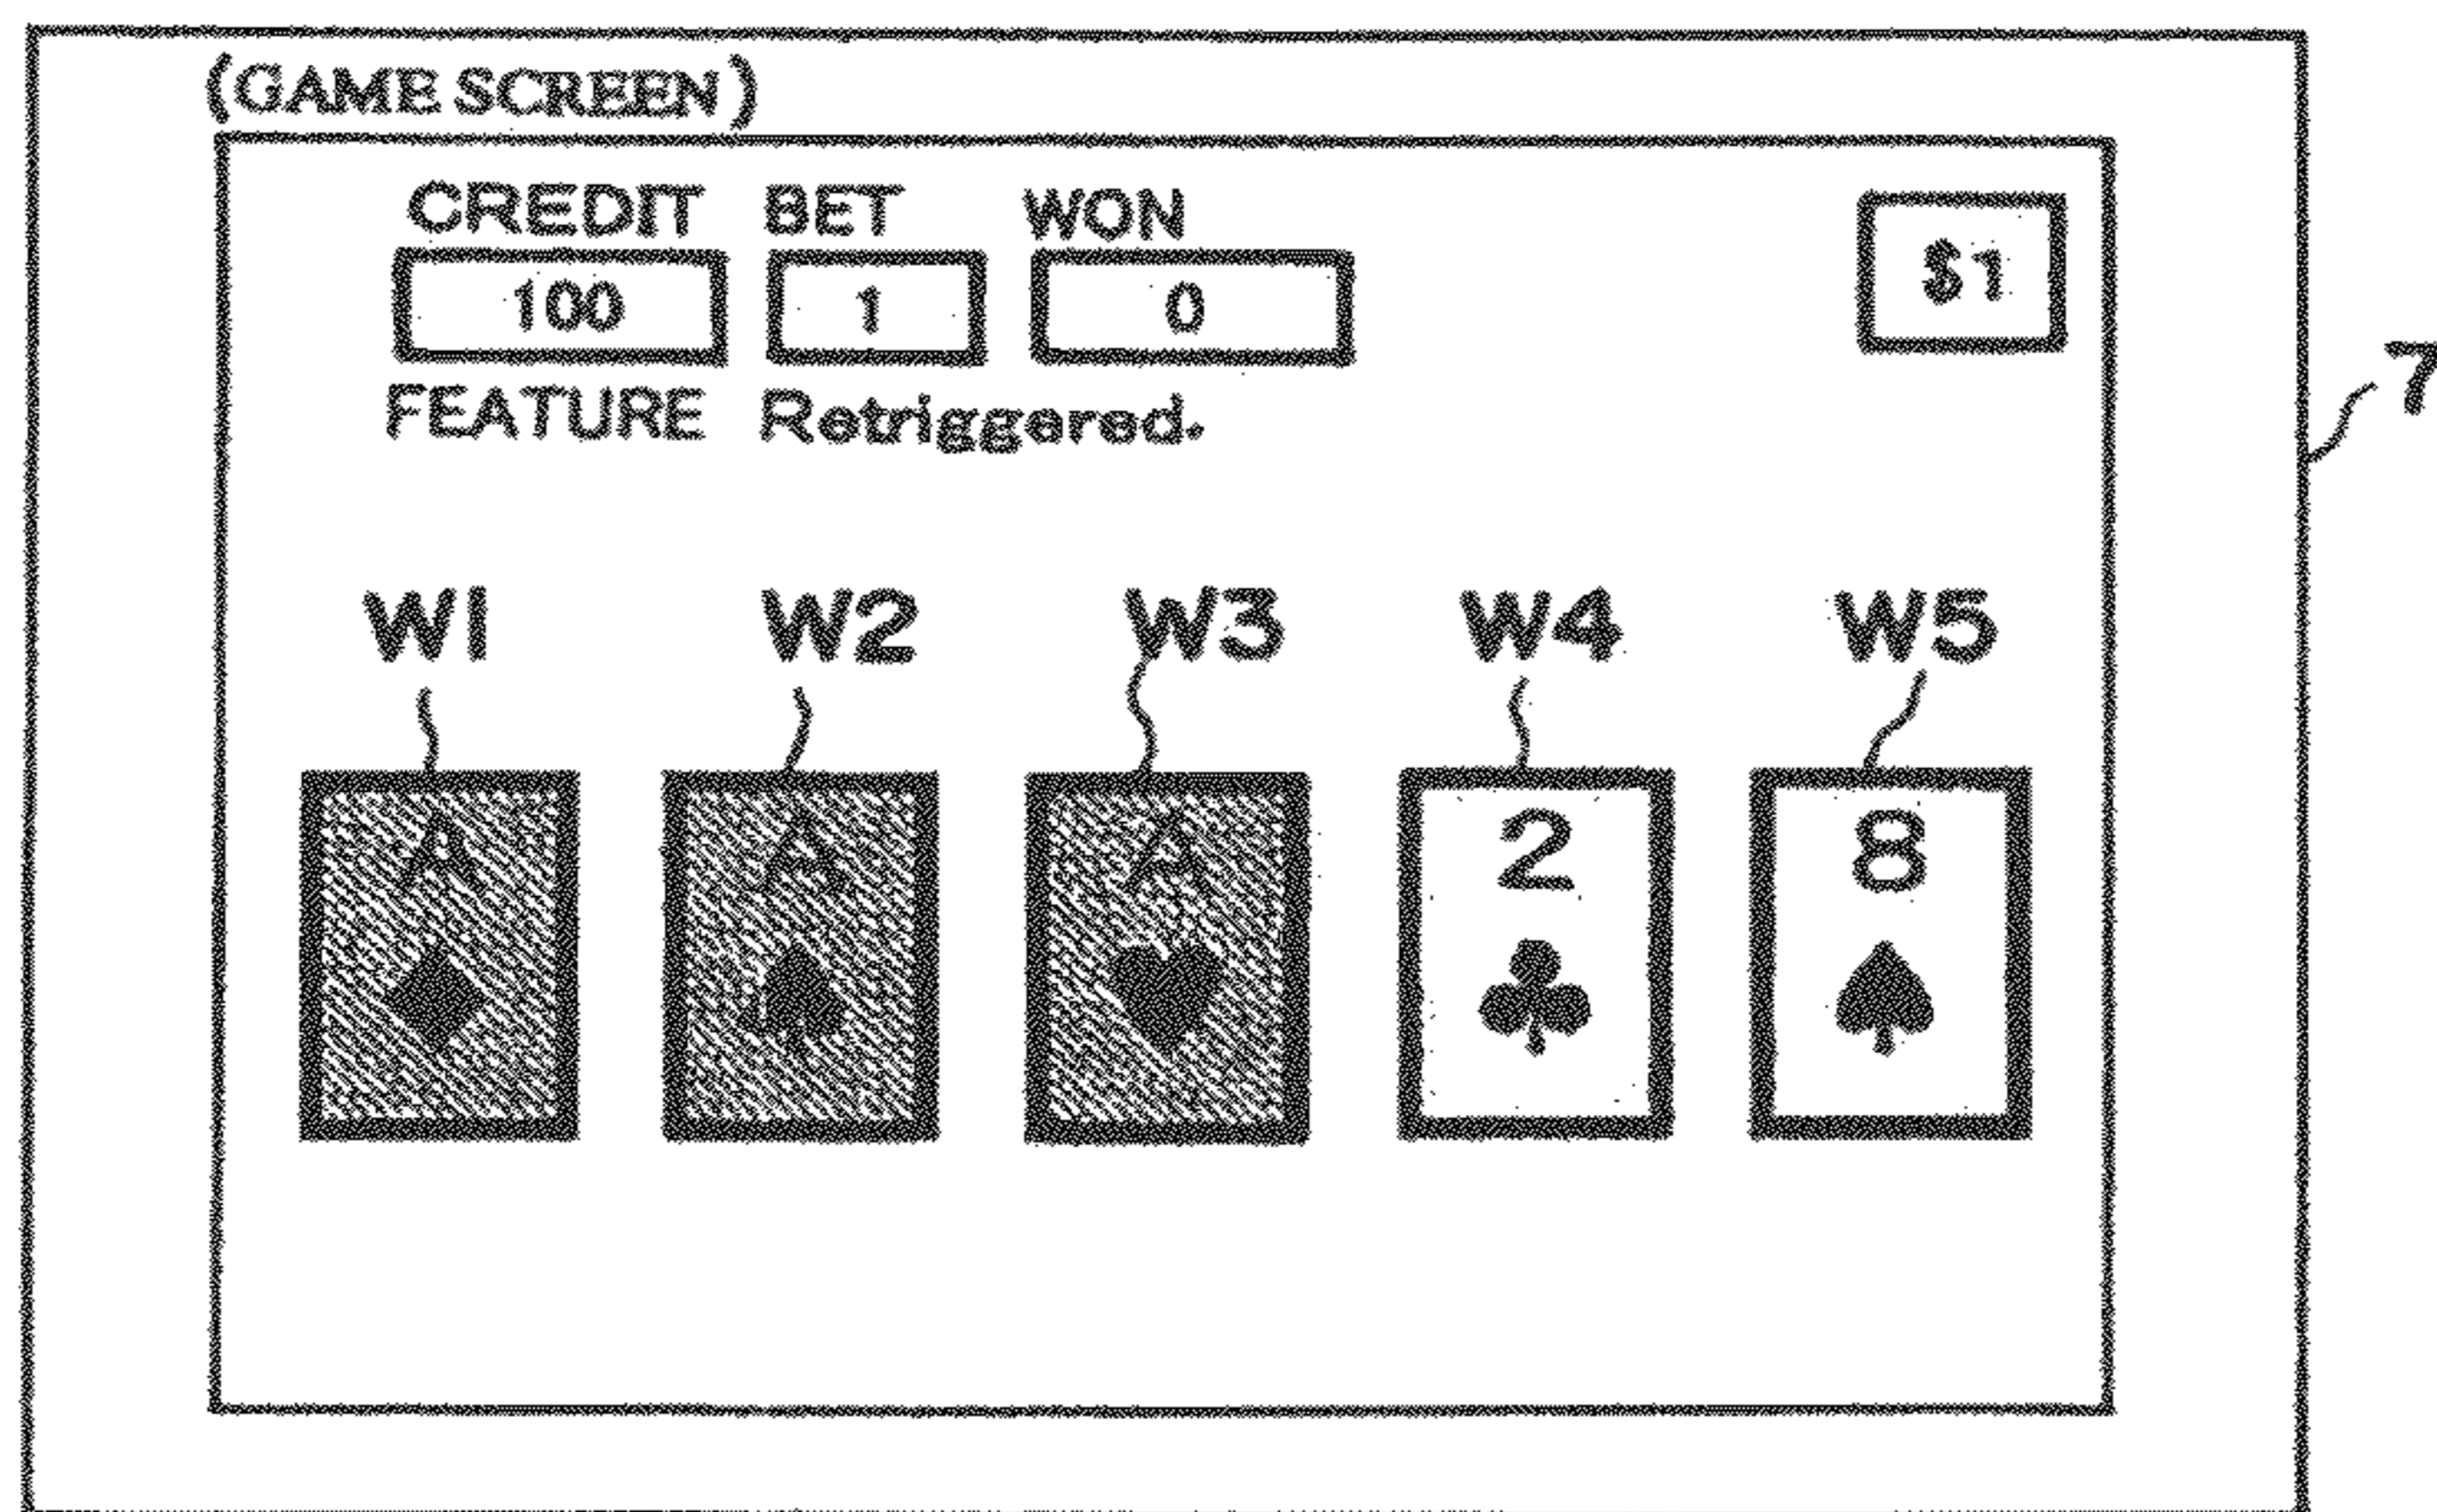 (GAME SCREEN)
CREDIT BET WON
100 1 0 $1
7
FEATURE Retriggered.
W1 W2 W3 W4 W5
A A A 2 8